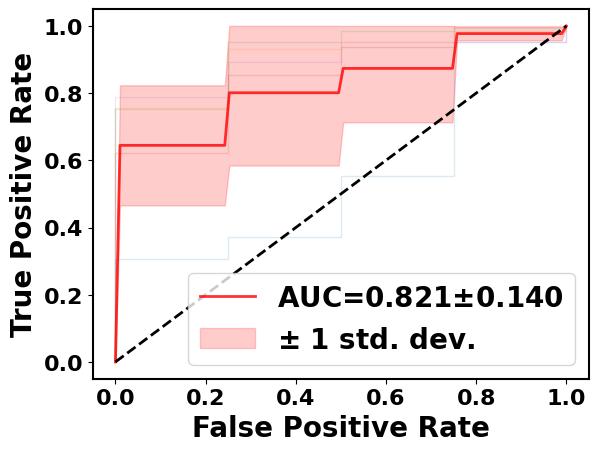 1.0
0.8
0.6
0.4
0.2
0.0
True Positive Rate
AUC=0.821±0.140
± 1 std. dev.
0.0 0.2 0.4 0.6 0.8 1.0
False Positive Rate